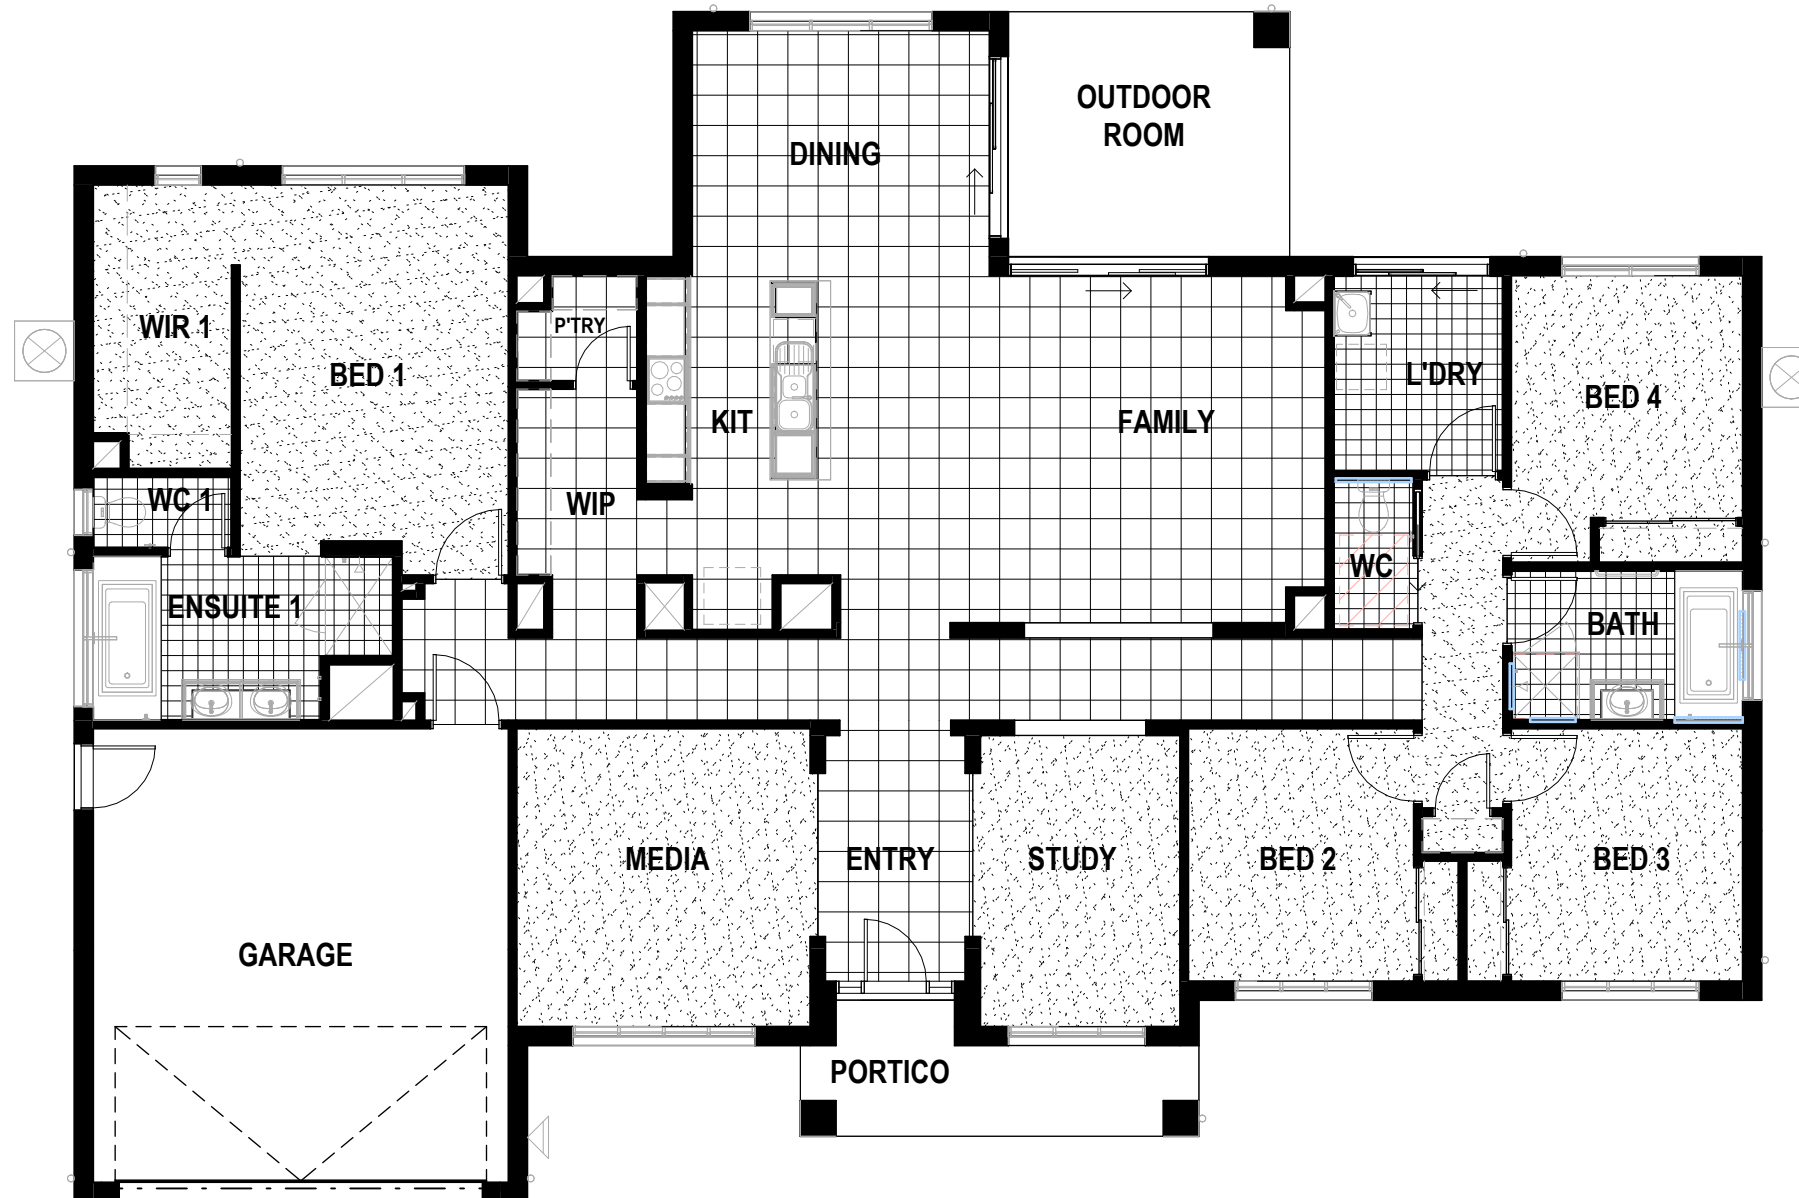 OUTDOOR
ROOM
DINING
WIR 1
P'TRY
BED 1
L'DRY
BED 4
KIT
FAMILY
WC 1
WIP
WC
ENSUITE 1
BATH
MEDIA
ENTRY
STUDY
BED 2
BED 3
GARAGE
PORTICO